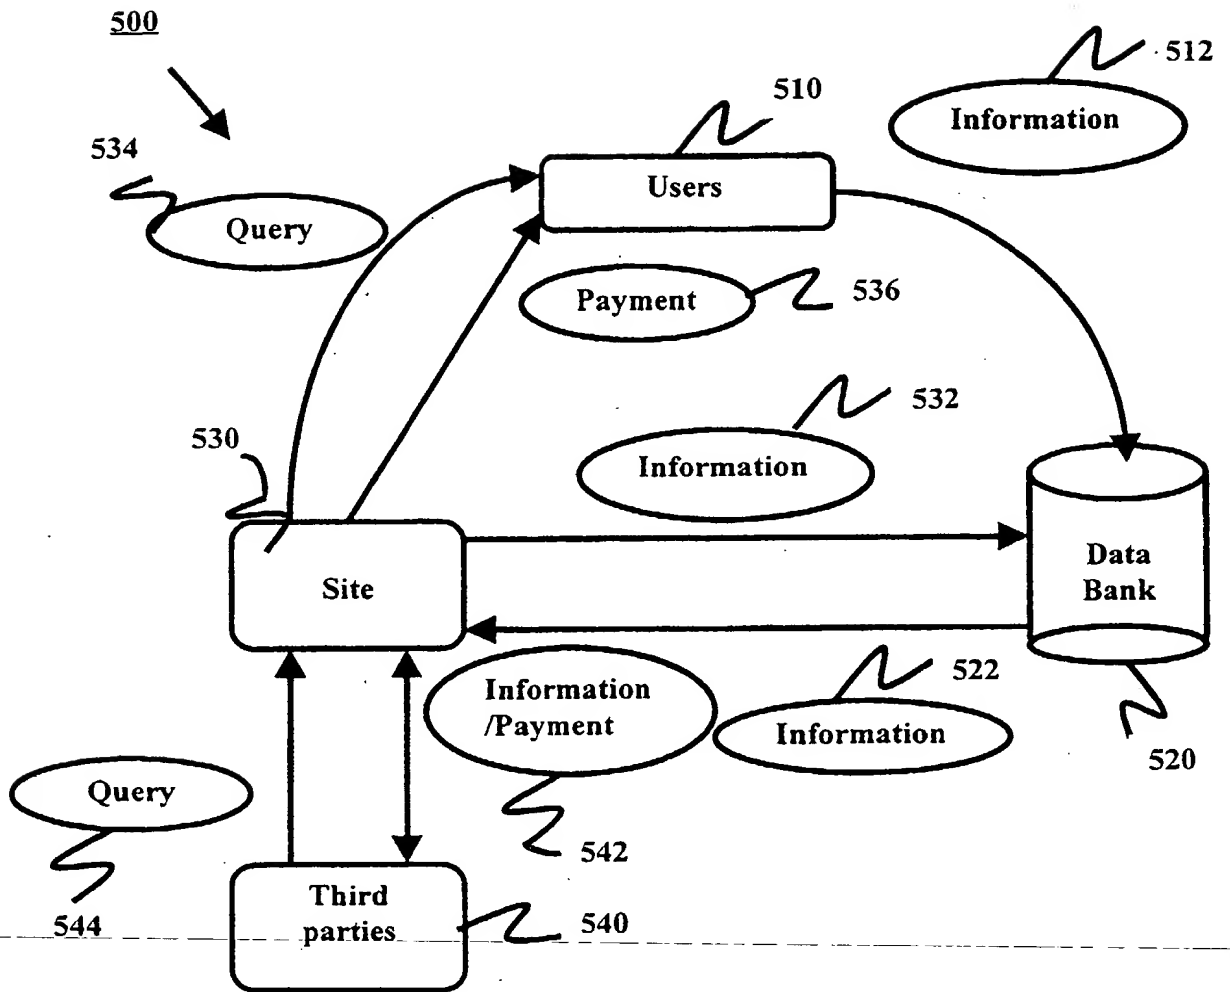 500
512
510
Information
534
Users
Query
Payment
536
532
530
Information
Data
Bank
Site
522
Information
/Payment
Information
520
Query
542
Third
parties
544
540